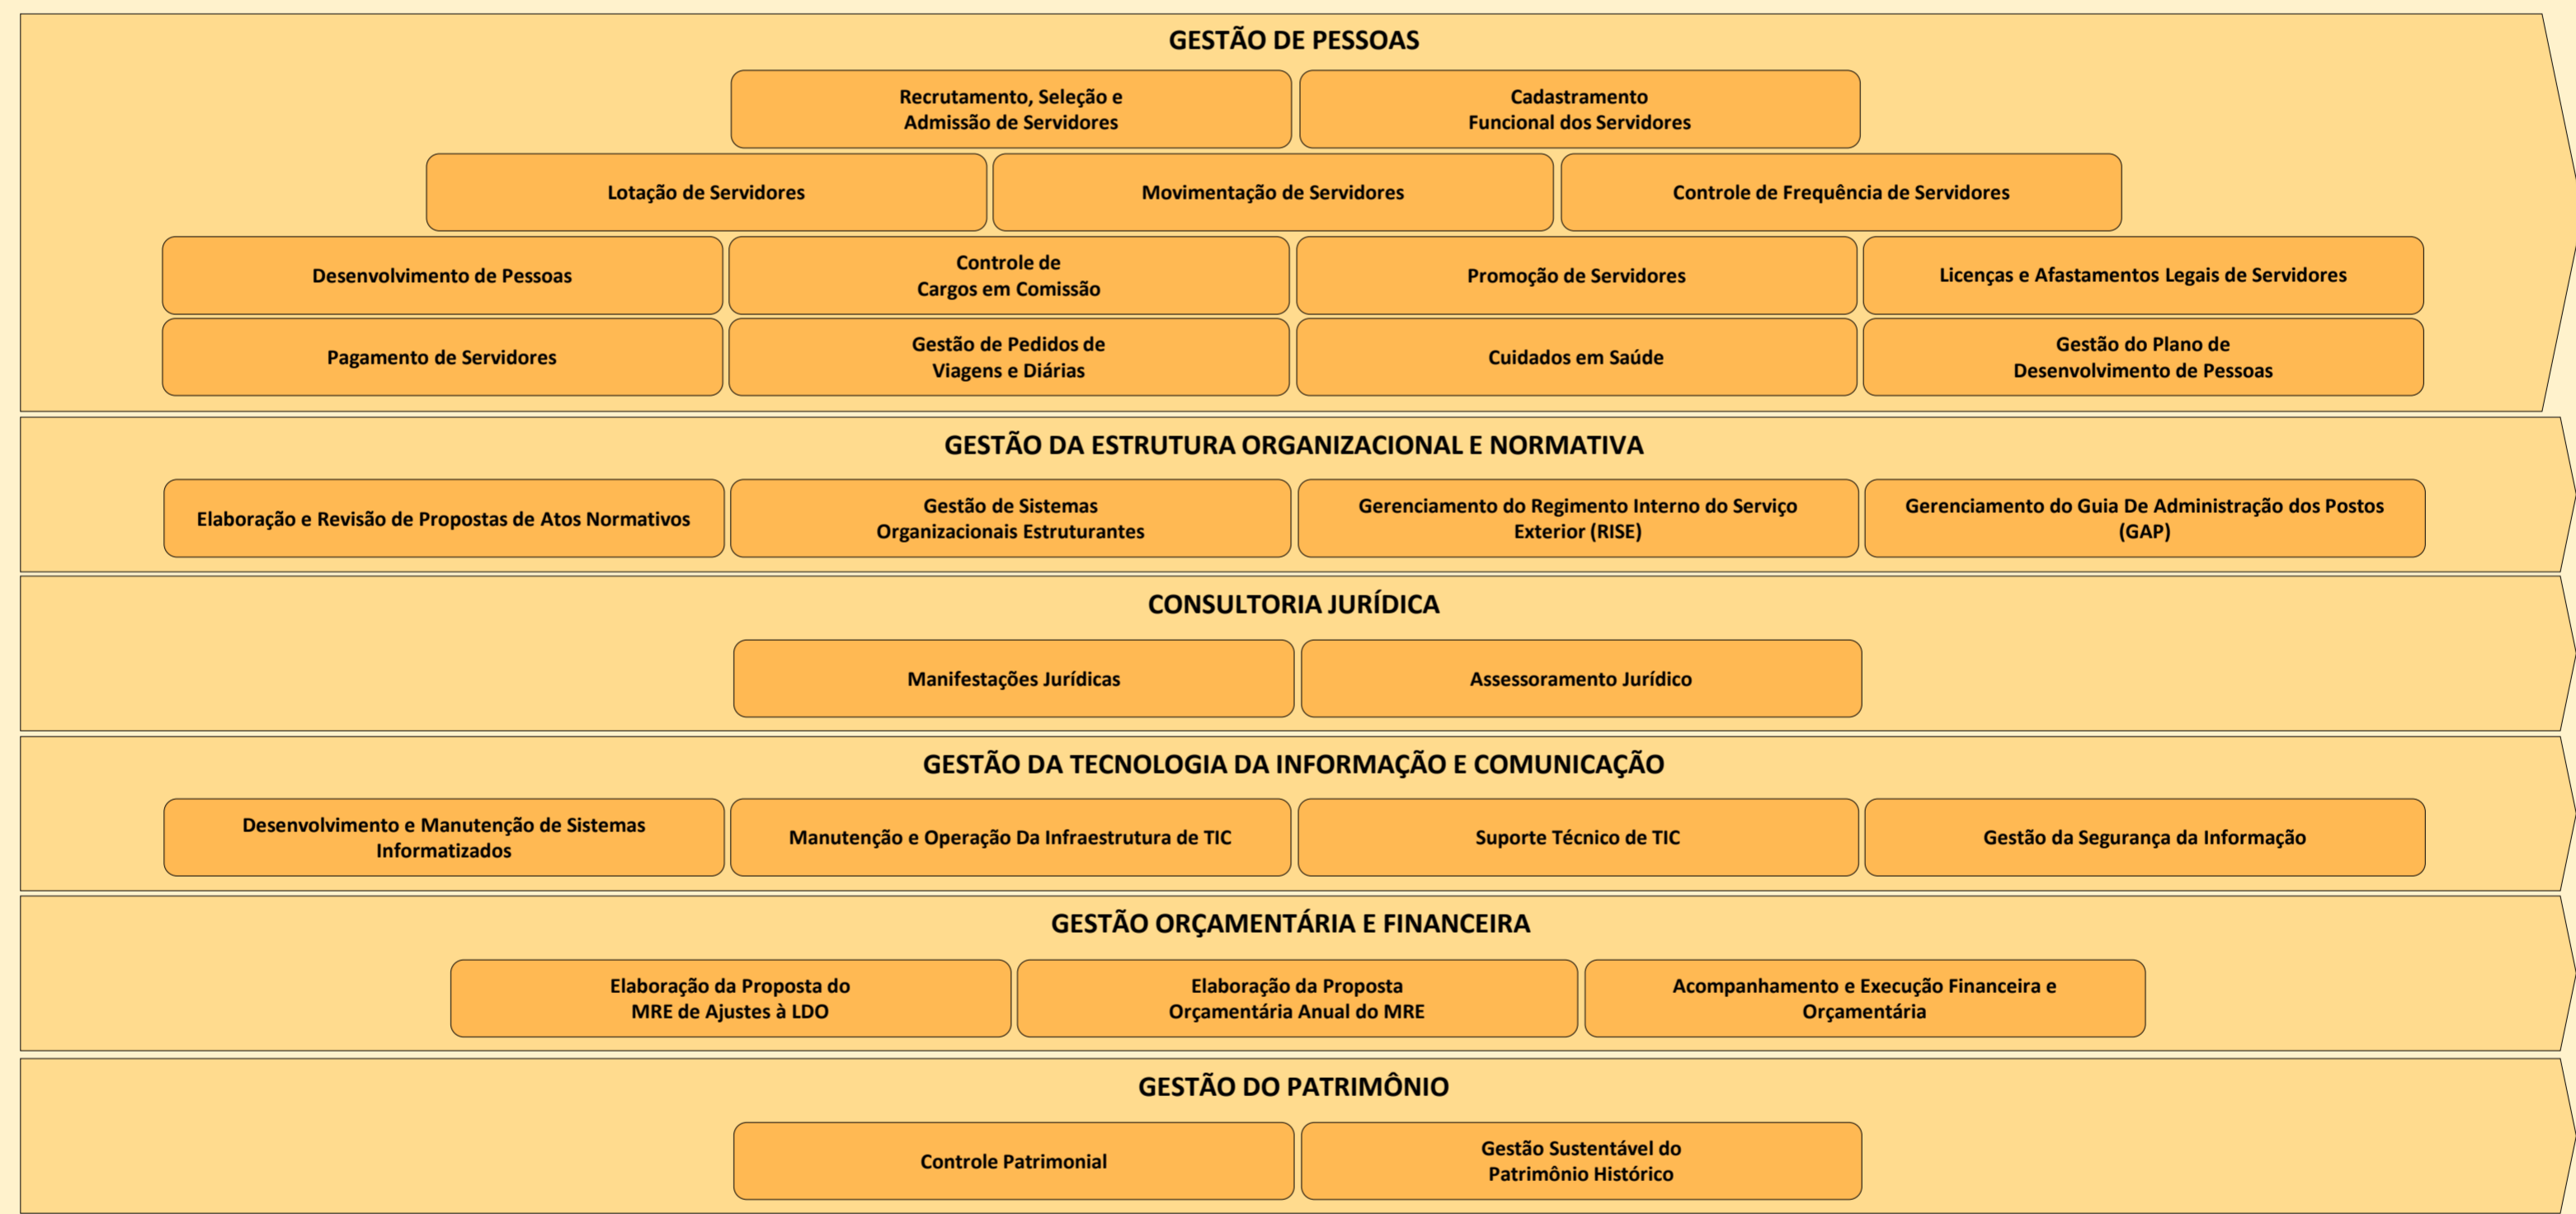 GESTÃO DE PESSOAS
Recrutamento, Seleção e
Admissão de Servidores
Cadastramento
Funcional dos Servidores
Lotação de Servidores
Movimentação de Servidores
Controle de Frequência de Servidores
Desenvolvimento de Pessoas
Controle de
Cargos em Comissão
Promoção de Servidores
Licenças e Afastamentos Legais de Servidores
Pagamento de Servidores
Gestão de Pedidos de
Viagens e Diárias
Cuidados em Saúde
Gestão do Plano de
Desenvolvimento de Pessoas
GESTÃO DA ESTRUTURA ORGANIZACIONAL E NORMATIVA
Elaboração e Revisão de Propostas de Atos Normativos
Gestão de Sistemas
Organizacionais Estruturantes
Gerenciamento do Regimento Interno do Serviço
Exterior (RISE)
Gerenciamento do Guia De Administração dos Postos
(GAP)
CONSULTORIA JURÍDICA
Manifestações Jurídicas
Assessoramento Jurídico
GESTÃO DA TECNOLOGIA DA INFORMAÇÃO E COMUNICAÇÃO
Desenvolvimento e Manutenção de Sistemas
Informatizados
Manutenção e Operação Da Infraestrutura de TIC
Suporte Técnico de TIC
Gestão da Segurança da Informação
GESTÃO ORÇAMENTÁRIA E FINANCEIRA
Elaboração da Proposta do
MRE de Ajustes à LDO
Elaboração da Proposta
Orçamentária Anual do MRE
Acompanhamento e Execução Financeira e
Orçamentária
GESTÃO DO PATRIMÔNIO
Controle Patrimonial
Gestão Sustentável do
Patrimônio Histórico